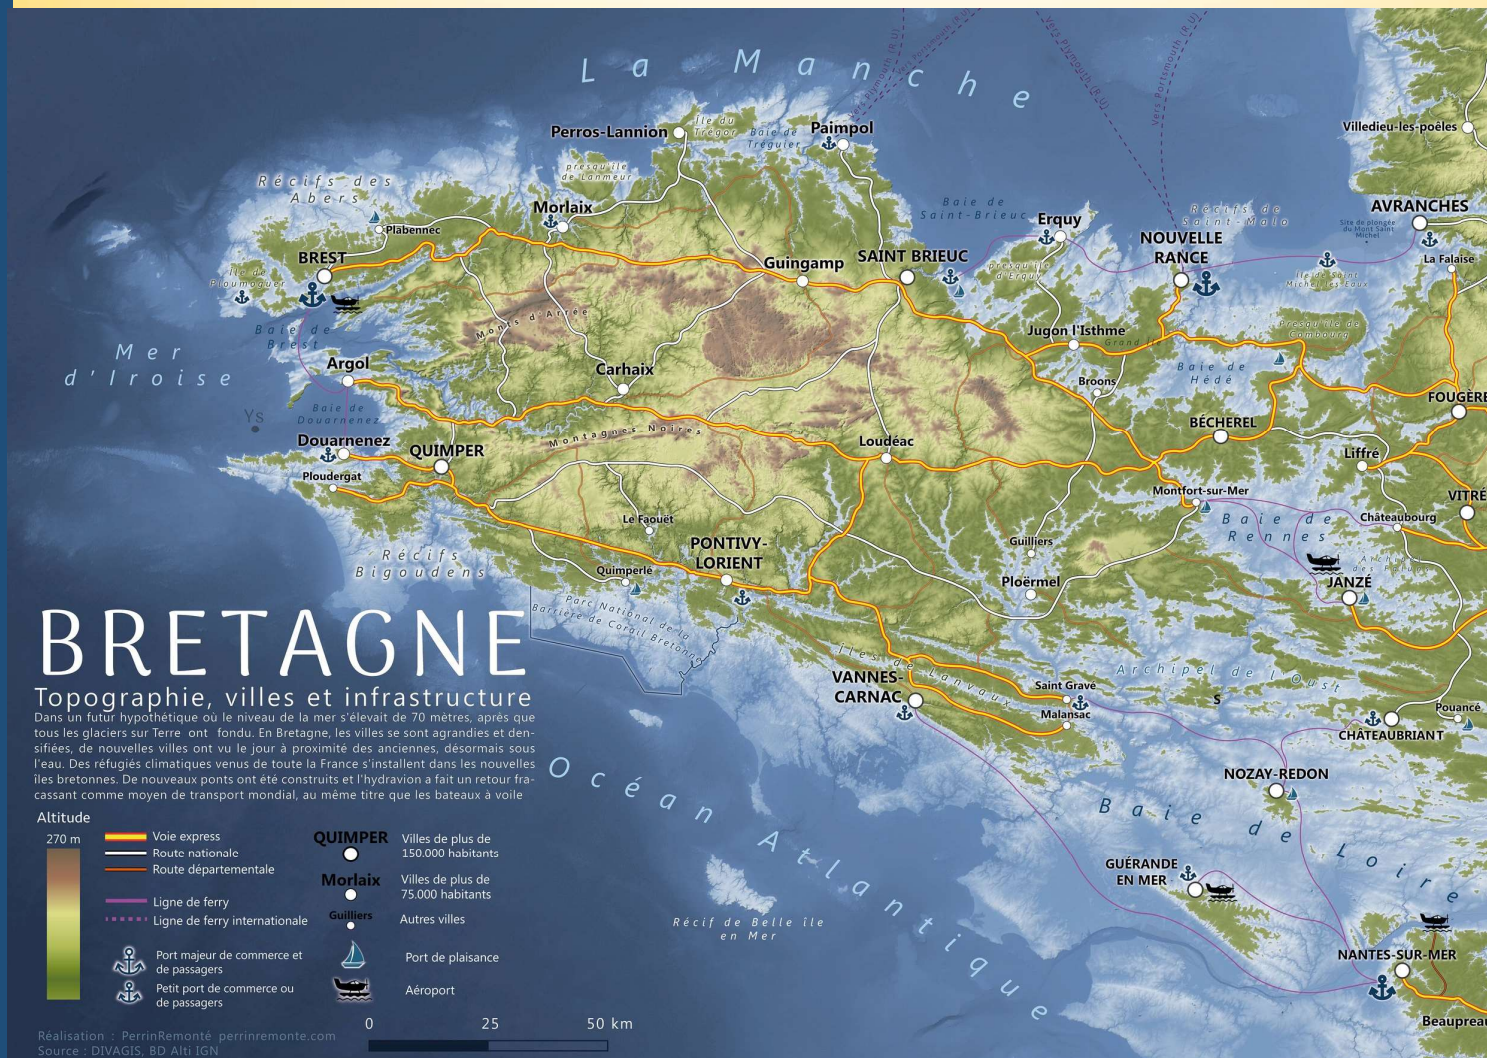 La Manche
Vers Plymouth (R.U)
Vers Portsmouth (R.U)
Vers Plymouth (R.U)
Vers Portsmouth (R.U)
Villedieu-les-poêles
Perros-Lannion
Île du
Trégor
Baie de
Tréguier
Paimpol
presqu'île
de Lanmeur
Récifs des
Abers
Morlaix
Plabennec
Baie de
Saint-Brieuc
Erquy
Récifs de
Saint-Malo
AVRANCHES
Site de plongée
du Mont Saint
Michel
NOUVELLE
RANCE
BREST
Île de
Ploumoguer
Guingamp
SAINT BRIEUC
presqu'île
d'Erquy
La Falaise
Île de Saint
Michel les Eaux
Baie de
Brest
Monts d'Arrée
Jugon l'Isthme
Grand Île
Presqu'île de
Combourg
Mer
d'Iroise
Argol
Carhaix
Broons
Baie de
Hédé
FOUGÈRE
Ys
Baie de
Douarnenez
Douarnenez
QUIMPER
Montagnes Noires
Loudéac
BÉCHEREL
Liffré
Ploudergat
Montfort-sur-Mer
VITRÉ
Le Faouët
Baie de
Rennes
Châteaubourg
Récifs
Bigoudens
PONTIVY-
LORIENT
Guilliers
Quimperlé
Ploërmel
JANZÉ
Parc National de la
Barrière de Corail Bretonne
BRETAGNE
Topographie, villes et infrastructure
Dans un futur hypothétique où le niveau de la mer s'élevait de 70 mètres, après que
tous les glaciers sur Terre ont fondu. En Bretagne, les villes se sont agrandies et den-
sifiées, de nouvelles villes ont vu le jour à proximité des anciennes, désormais sous
l'eau. Des réfugiés climatiques venus de toute la France s'installent dans les nouvelles
îles bretonnes. De nouveaux ponts ont été construits et l'hydravion a fait un retour fra-
cassant comme moyen de transport mondial, au même titre que les bateaux à voile
Îles de Lanvaux
VANNES-
CARNAC
Saint Gravé
Malansac
Archipel de l'Oust
S
Pouancé
CHÂTEAUBRIANT
NOZAY-REDON
Océan Atlantique
Baie de Loire
GUÉRANDE
EN MER
Récif de Belle île
en Mer
NANTES-SUR-MER
Beaupreau
Altitude
270 m
Voie express
Route nationale
Route départementale
Ligne de ferry
Ligne de ferry internationale
Port majeur de commerce et
de passagers
Petit port de commerce ou
de passagers
QUIMPER
Villes de plus de
150.000 habitants
Morlaix
Villes de plus de
75.000 habitants
Guilliers
Autres villes
Port de plaisance
Aéroport
0 25 50 km
Réalisation : PerrinRemonté perrinremonte.com
Source : DIVAGIS, BD Alti IGN